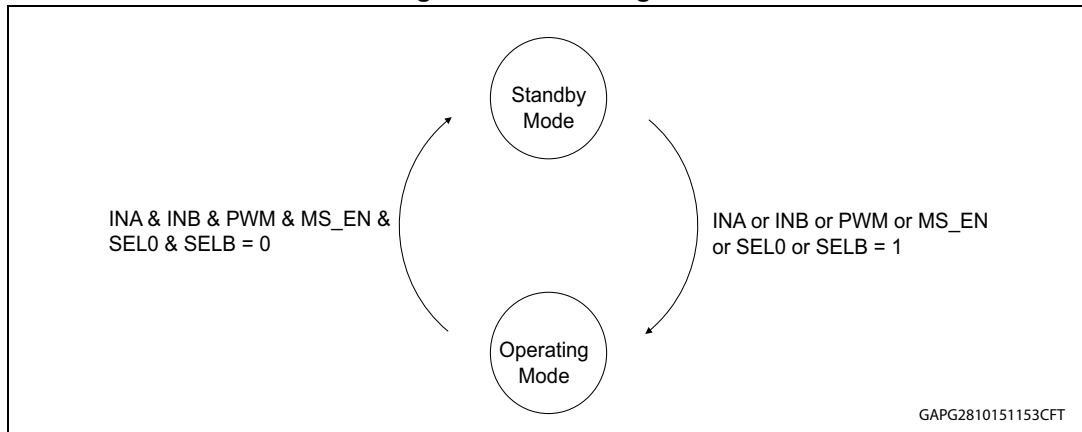 Standby
Mode
INA & INB & PWM & MS_EN &
SEL0 & SELB = 0
INA or INB or PWM or MS_EN
or SEL0 or SELB = 1
Operating
Mode
GAPG2810151153CFT